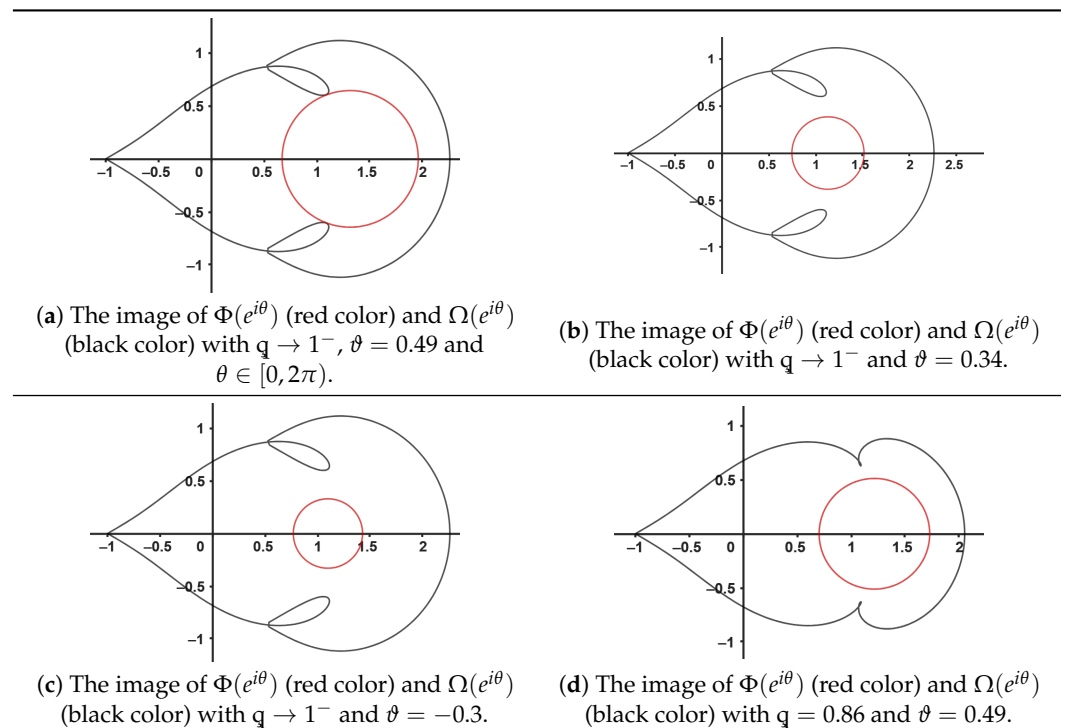 1
0.5
−1 −0.5 0 0.5 1 1.5 2
−0.5
−1
(a) The image of Φ(e^{iθ}) (red color) and Ω(e^{iθ})
(black color) with q̧ → 1⁻, ϑ = 0.49 and
θ ∈ [0, 2π).
1
0.5
−1 −0.5 0 0.5 1 1.5 2 2.5
−0.5
−1
(b) The image of Φ(e^{iθ}) (red color) and Ω(e^{iθ})
(black color) with q̧ → 1⁻ and ϑ = 0.34.
1
0.5
−1 −0.5 0 0.5 1 1.5 2
−0.5
−1
(c) The image of Φ(e^{iθ}) (red color) and Ω(e^{iθ})
(black color) with q̧ → 1⁻ and ϑ = −0.3.
1
0.5
−1 −0.5 0 0.5 1 1.5 2
−0.5
−1
(d) The image of Φ(e^{iθ}) (red color) and Ω(e^{iθ})
(black color) with q̧ = 0.86 and ϑ = 0.49.